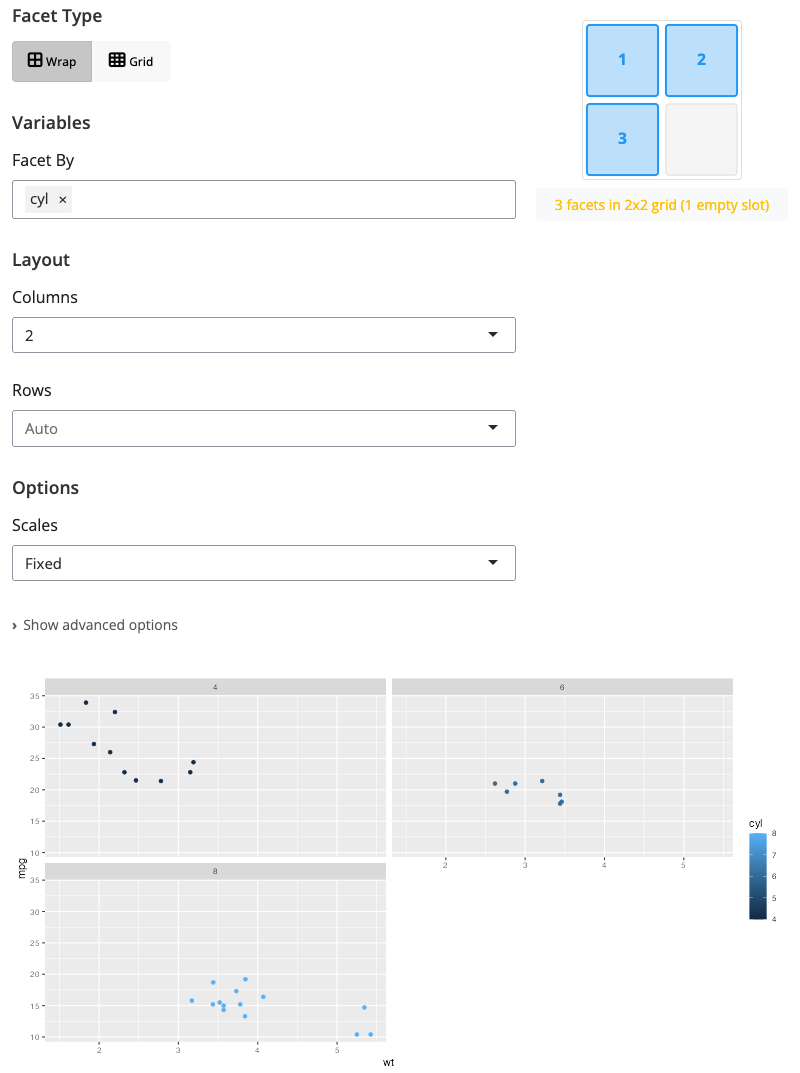 Facet Type
Wrap Grid
1 2
3
3 facets in 2x2 grid (1 empty slot)
Variables
Facet By
cyl ×
Layout
Columns
2
Rows
Auto
Options
Scales
Fixed
› Show advanced options
4
35
30
25
20
15
10
6
2 3 4 5
8
35
30
25
20
15
10
2 3 4 5
mpg
wt
cyl
8
7
6
5
4